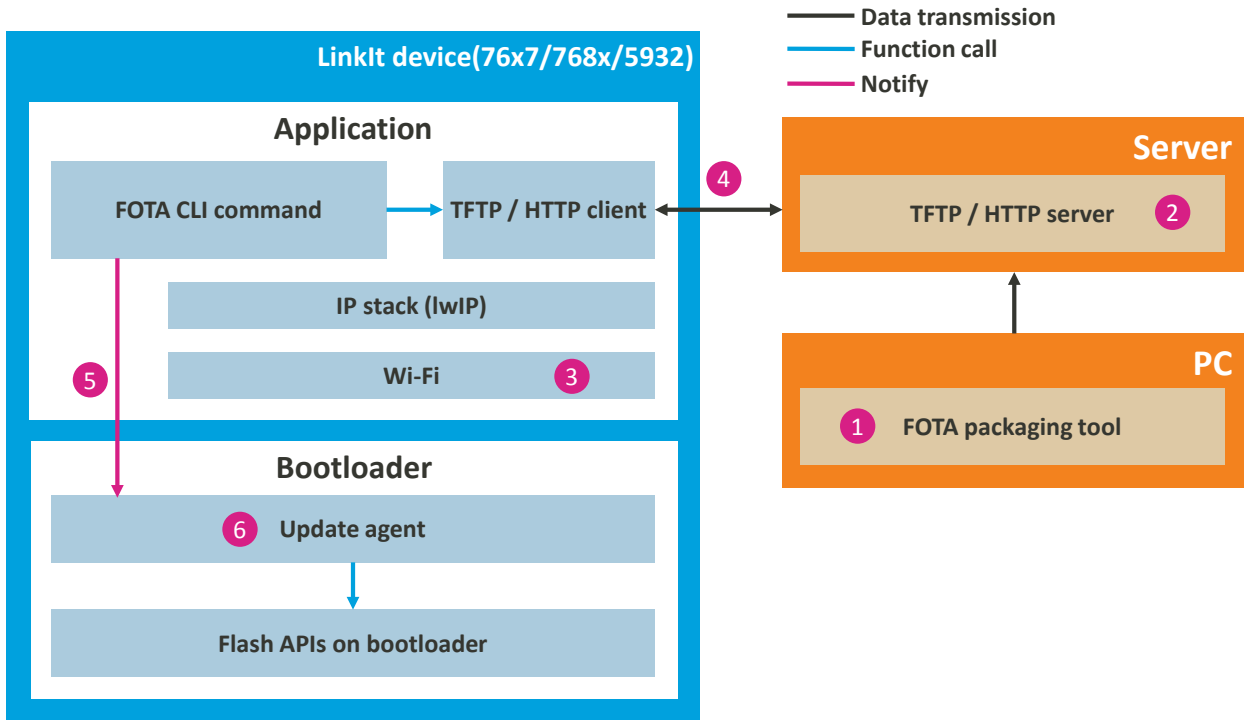 Data transmission
Function call
Notify
LinkIt device(76x7/768x/5932)
Application
FOTA CLI command
TFTP / HTTP client
4
Server
TFTP / HTTP server
2
IP stack (lwIP)
Wi-Fi
3
5
PC
1
FOTA packaging tool
Bootloader
6
Update agent
Flash APIs on bootloader